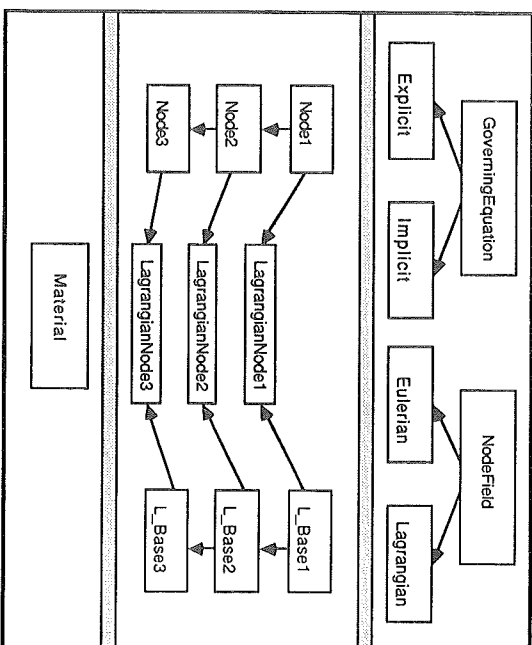 GoverningEquation
NodeField
Explicit
Implicit
Eulerian
Lagrangian
Node1
LagrangianNode1
L_Base1
Node2
LagrangianNode2
L_Base2
Node3
LagrangianNode3
L_Base3
Material